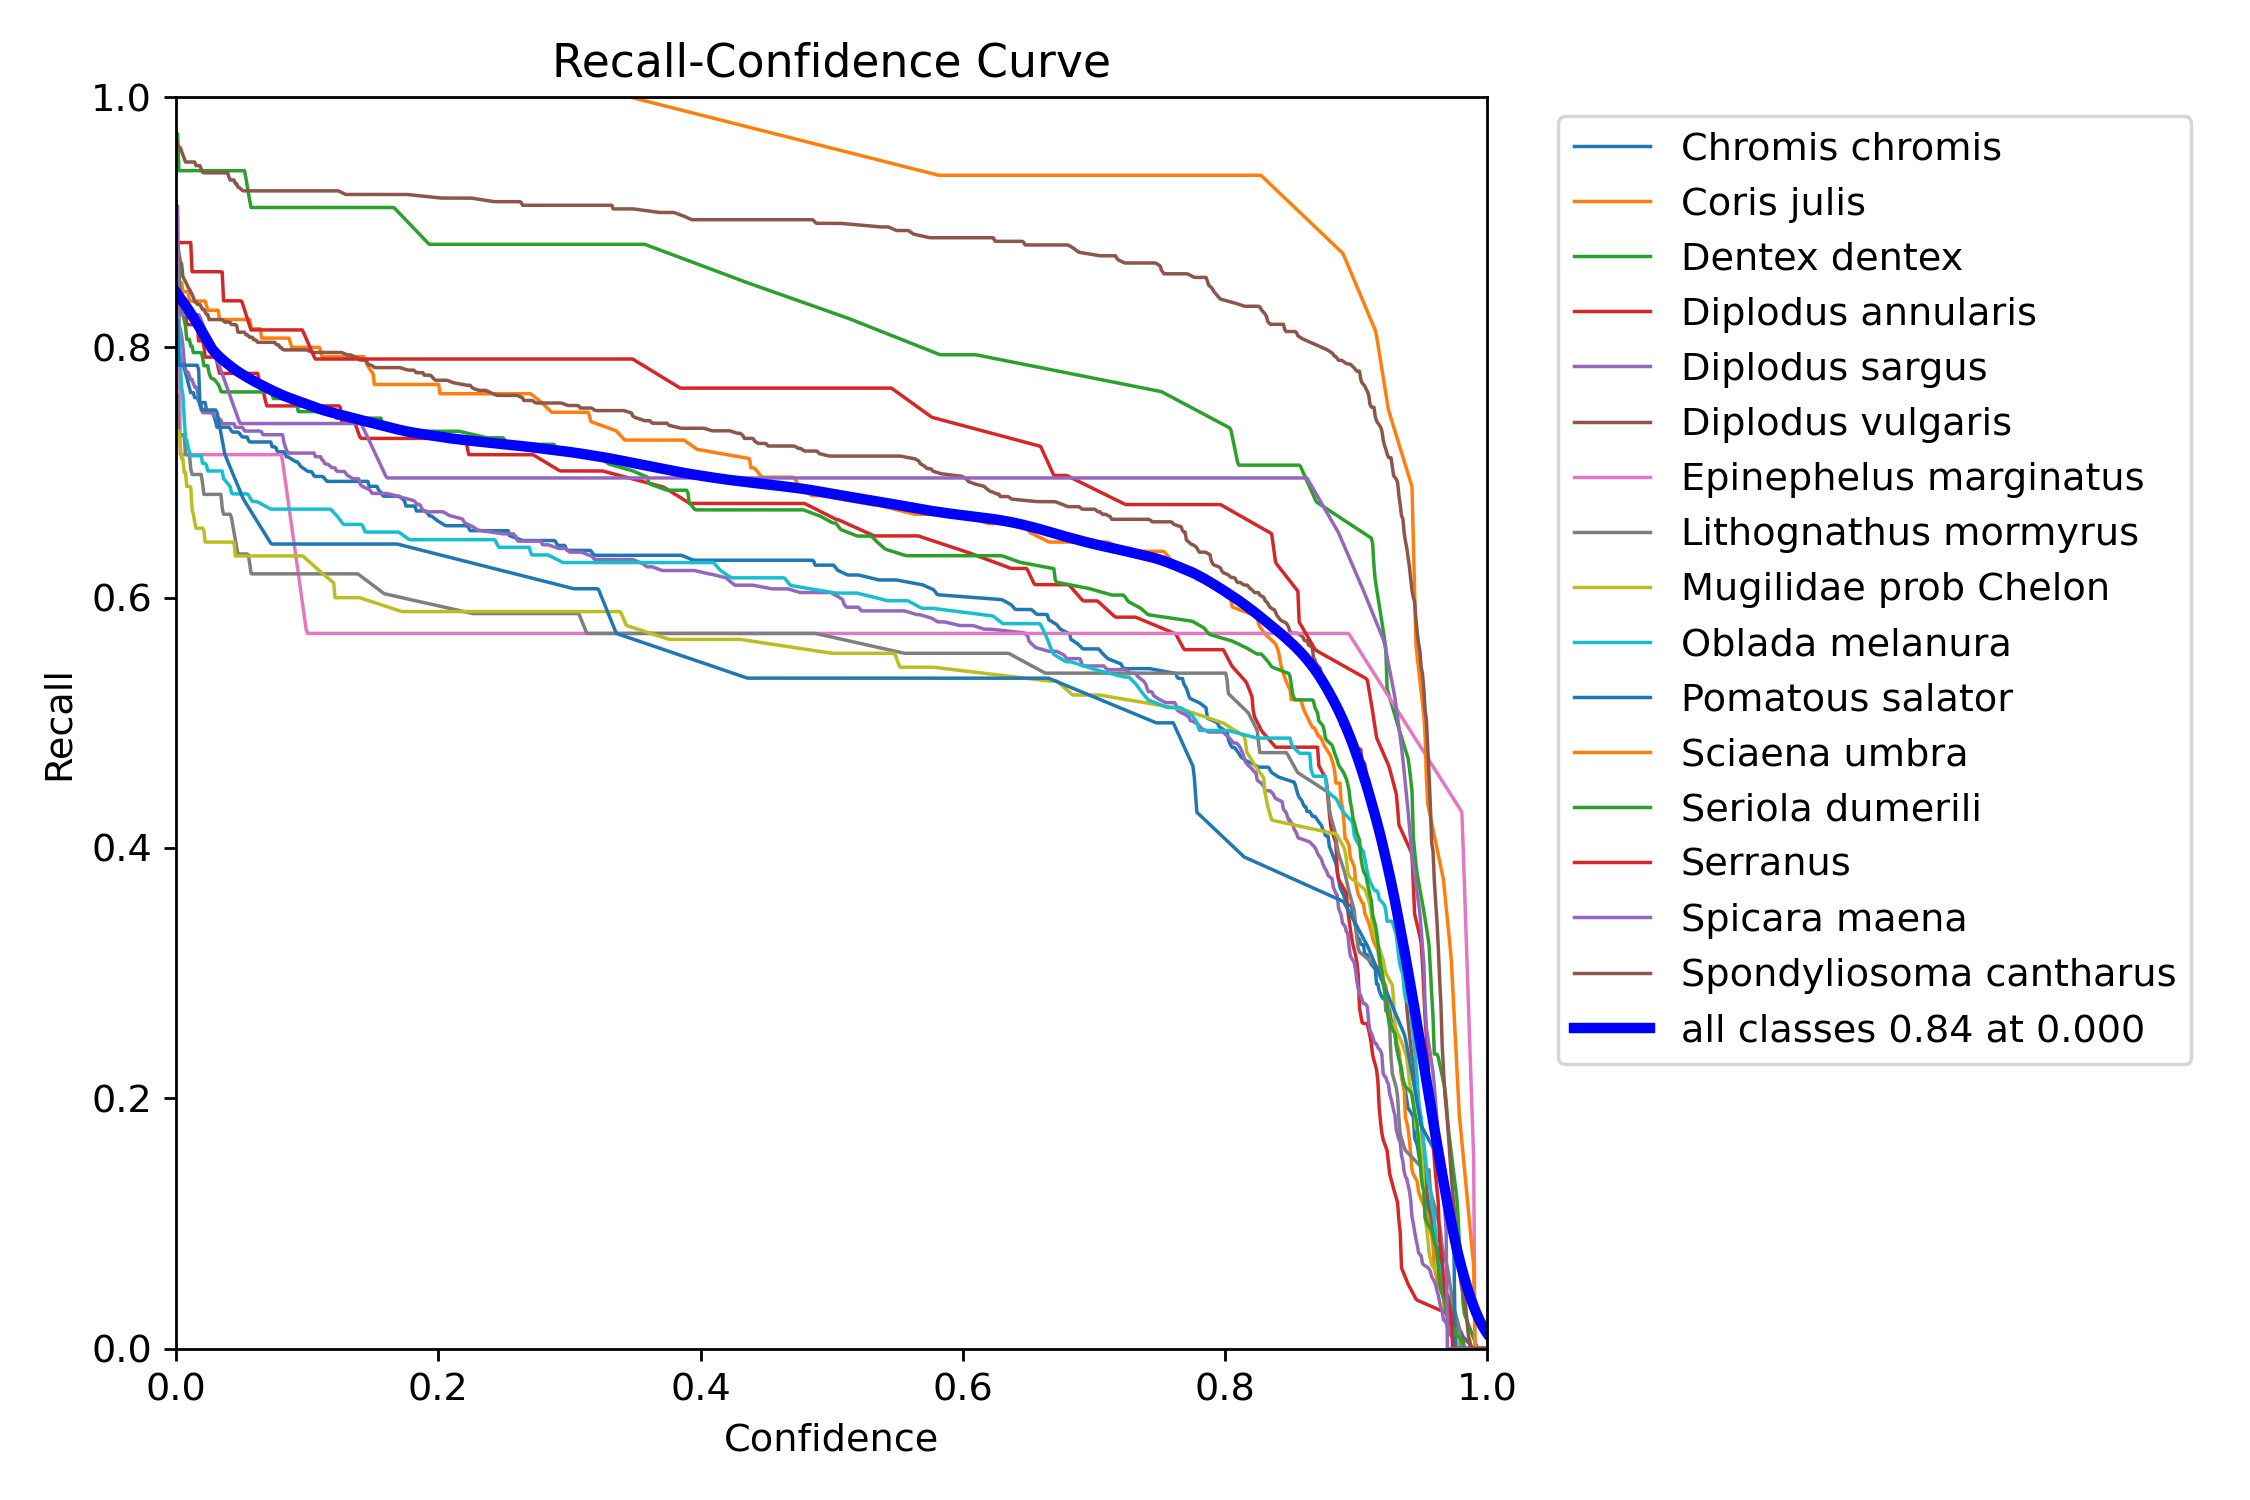 Recall-Confidence Curve
1.0
0.8
0.6
0.4
0.2
0.0
Recall
0.0 0.2 0.4 0.6 0.8 1.0
Confidence
Chromis chromis
Coris julis
Dentex dentex
Diplodus annularis
Diplodus sargus
Diplodus vulgaris
Epinephelus marginatus
Lithognathus mormyrus
Mugilidae prob Chelon
Oblada melanura
Pomatous salator
Sciaena umbra
Seriola dumerili
Serranus
Spicara maena
Spondyliosoma cantharus
all classes 0.84 at 0.000